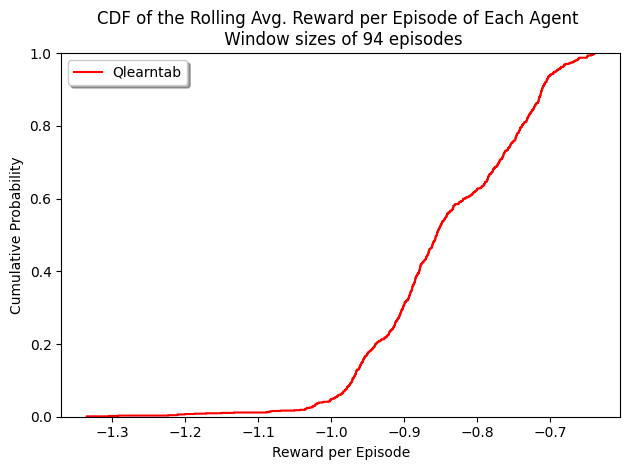 CDF of the Rolling Avg. Reward per Episode of Each Agent
Window sizes of 94 episodes
Qlearntab
1.0
0.8
0.6
0.4
0.2
0.0
Cumulative Probability
−1.3
−1.2
−1.1
−1.0
−0.9
−0.8
−0.7
Reward per Episode